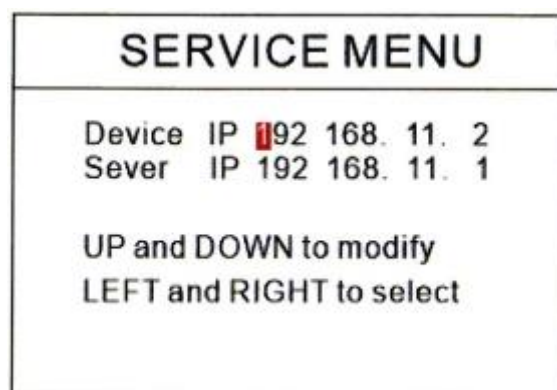 SERVICE MENU
Device IP 192 168. 11. 2
Sever IP 192 168. 11. 1
UP and DOWN to modify
LEFT and RIGHT to select